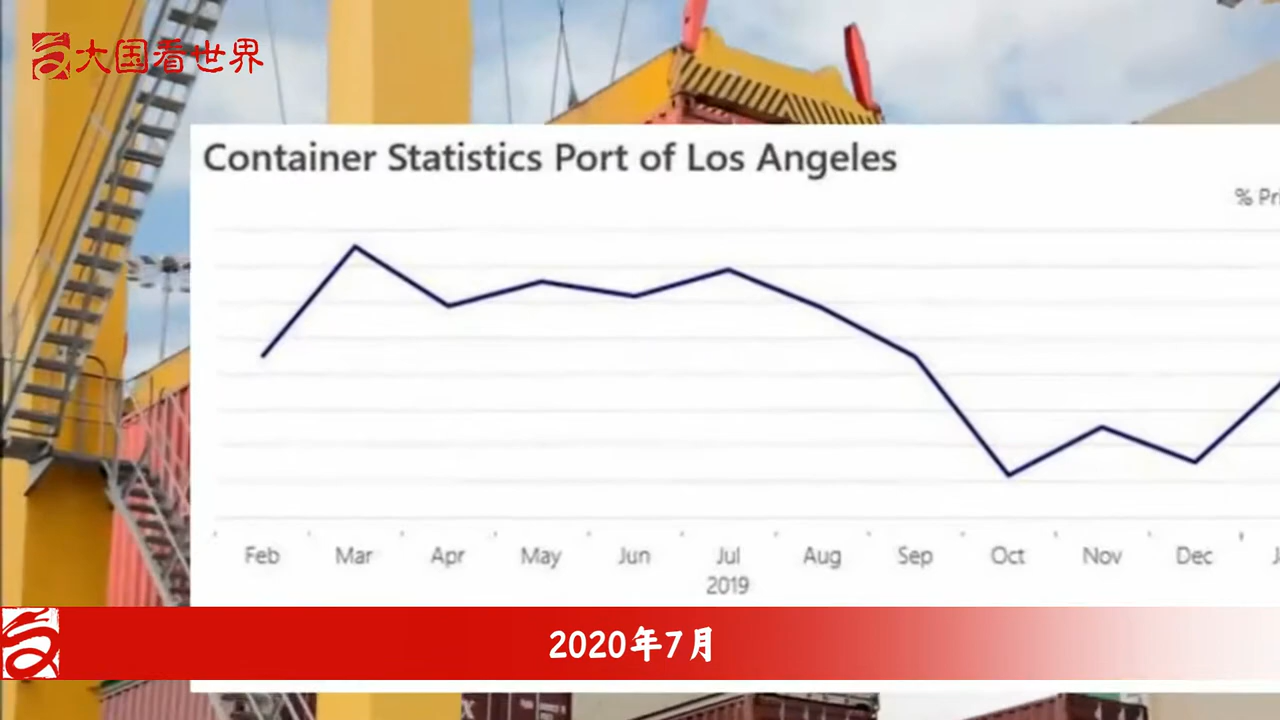 大国看世界
Container Statistics Port of Los Angeles
% Pri
Feb Mar Apr May Jun Jul Aug Sep Oct Nov Dec
2019
2020年7月